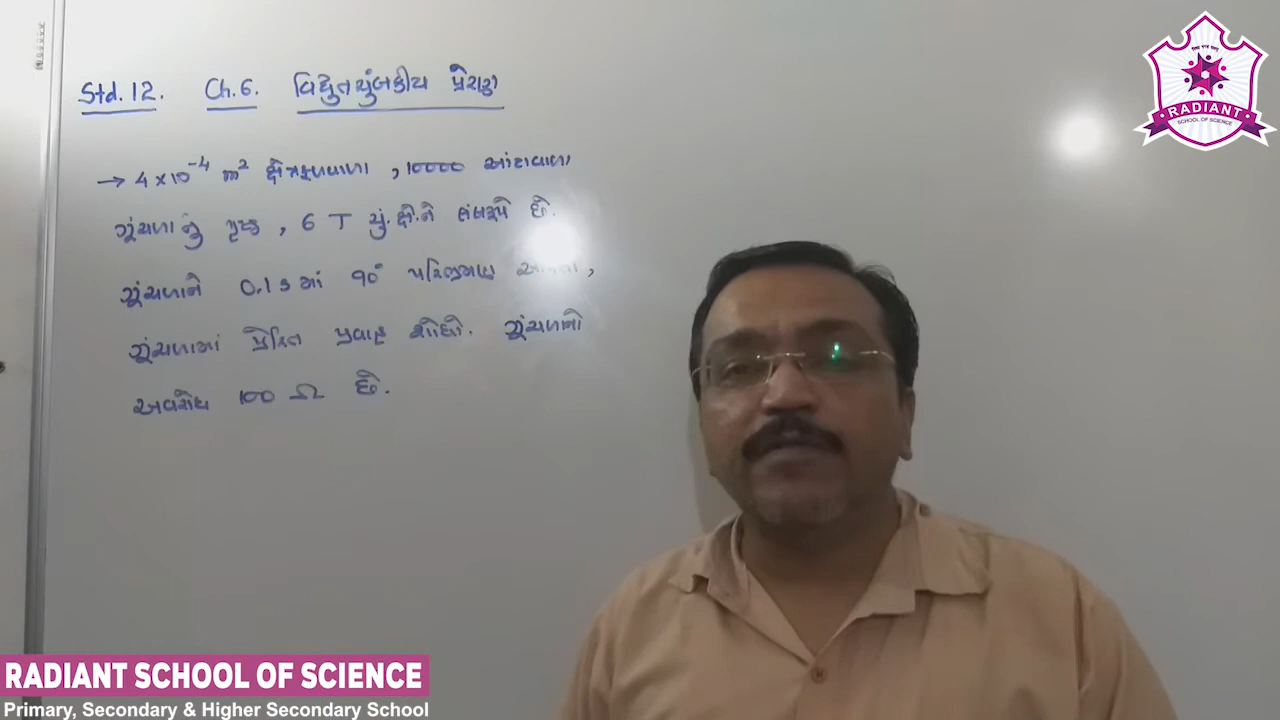 Std. 12. Ch. 6. વિદ્યુતચુંબકીય પ્રેરણ
→ 4 × 10⁻⁴ m² ક્ષેત્રફળવાળા , 10000 આંટાવાળા
ગૂંચળાનું પૃષ્ઠ , 6 T ચું.ક્ષે.ને લંબરૂપે છે.
ગૂંચળાને 0.1 s માં 90° પરિભ્રમણ ,
ગૂંચળામાં પ્રેરિત પ્રવાહ શોધો. ગૂંચળાનો
અવરોધ 100 Ω છે.
RADIANT
SCHOOL OF SCIENCE
RADIANT SCHOOL OF SCIENCE
Primary, Secondary & Higher Secondary School